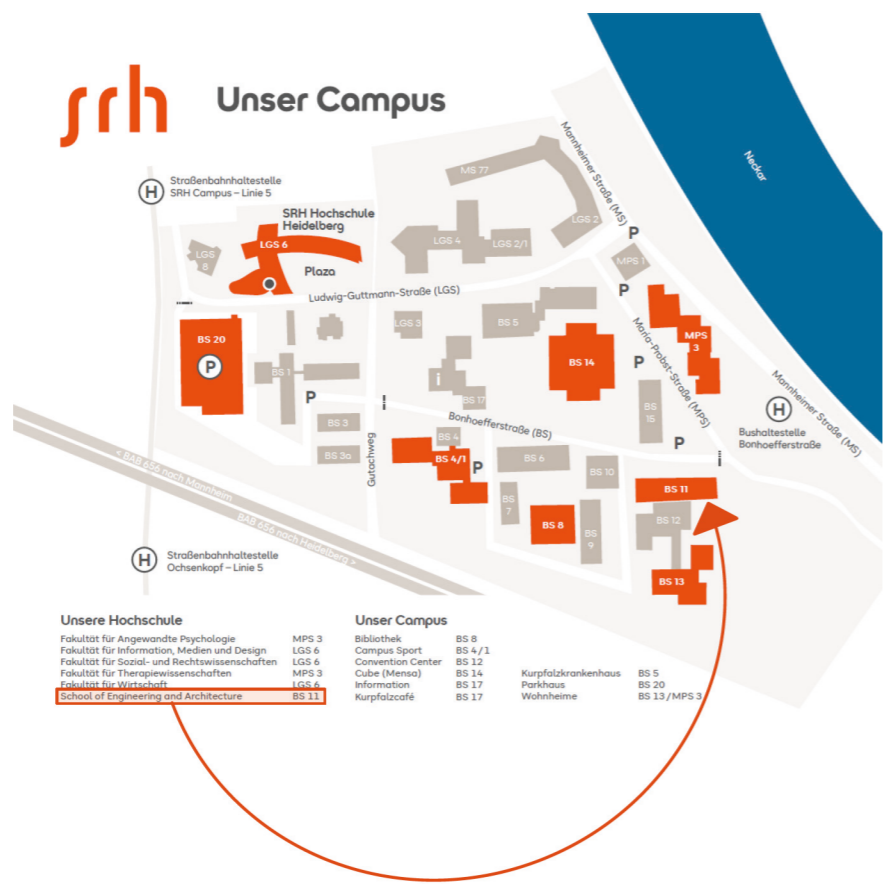 srh Unser Campus
Straßenbahnhaltestelle
SRH Campus – Linie 5
H
SRH Hochschule
Heidelberg
LGS 6
LGS
8
Plaza
MS 77
LGS 2
LGS 4
LGS 2/1
Mannheimer Straße (MS)
Neckar
P
MPS 1
P
Ludwig-Guttmann-Straße (LGS)
BS 20
P
BS 1
LGS 3
BS 5
BS 14
MPS
3
Maria-Probst-Straße (MPS)
P
Mannheimer Straße (MS)
H
Bushaltestelle
Bonhoefferstraße
i
BS 17
P
BS 3
BS 3a
Gutachweg
Bonhoefferstraße (BS)
BS 4
BS 4/1
P
BS
15
P
BS 6
BS 10
BS
7
BS 8
BS
9
BS 11
BS 12
BS 13
< BAB 656 nach Mannheim
BAB 656 nach Heidelberg >
H
Straßenbahnhaltestelle
Ochsenkopf – Linie 5
Unsere Hochschule
Fakultät für Angewandte Psychologie MPS 3
Fakultät für Information, Medien und Design LGS 6
Fakultät für Sozial- und Rechtswissenschaften LGS 6
Fakultät für Therapiewissenschaften MPS 3
Fakultät für Wirtschaft LGS 6
School of Engineering and Architecture BS 11
Unser Campus
Bibliothek BS 8
Campus Sport BS 4/1
Convention Center BS 12
Cube (Mensa) BS 14
Information BS 17
Kurpfalzcafé BS 17
Kurpfalzkrankenhaus BS 5
Parkhaus BS 20
Wohnheime BS 13/MPS 3